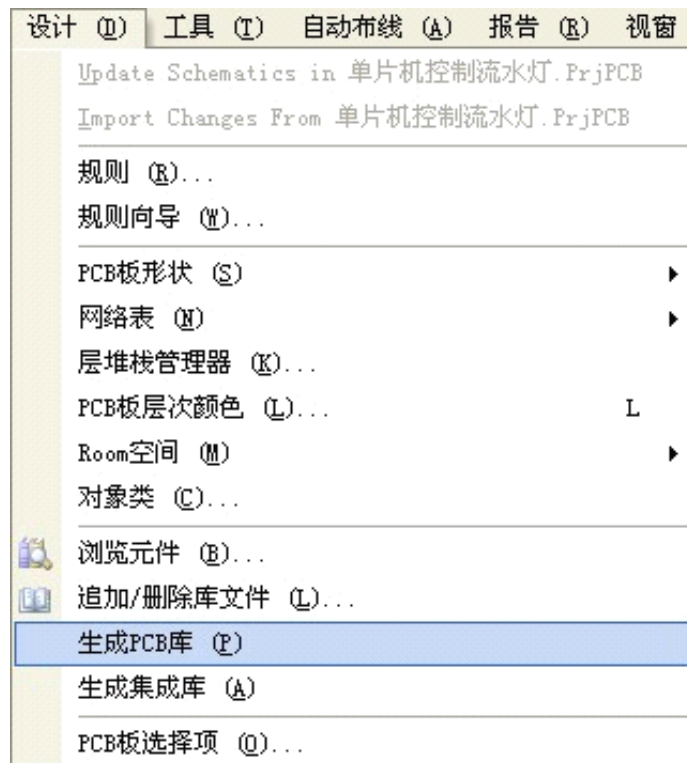 设计 (D) 工具 (T) 自动布线 (A) 报告 (R) 视窗
Update Schematics in 单片机控制流水灯.PrjPCB
Import Changes From 单片机控制流水灯.PrjPCB
规则 (R)...
规则向导 (W)...
PCB板形状 (S)
网络表 (N)
层堆栈管理器 (K)...
PCB板层次颜色 (L)... L
Room空间 (M)
对象类 (C)...
浏览元件 (B)...
追加/删除库文件 (L)...
生成PCB库 (P)
生成集成库 (A)
PCB板选择项 (O)...